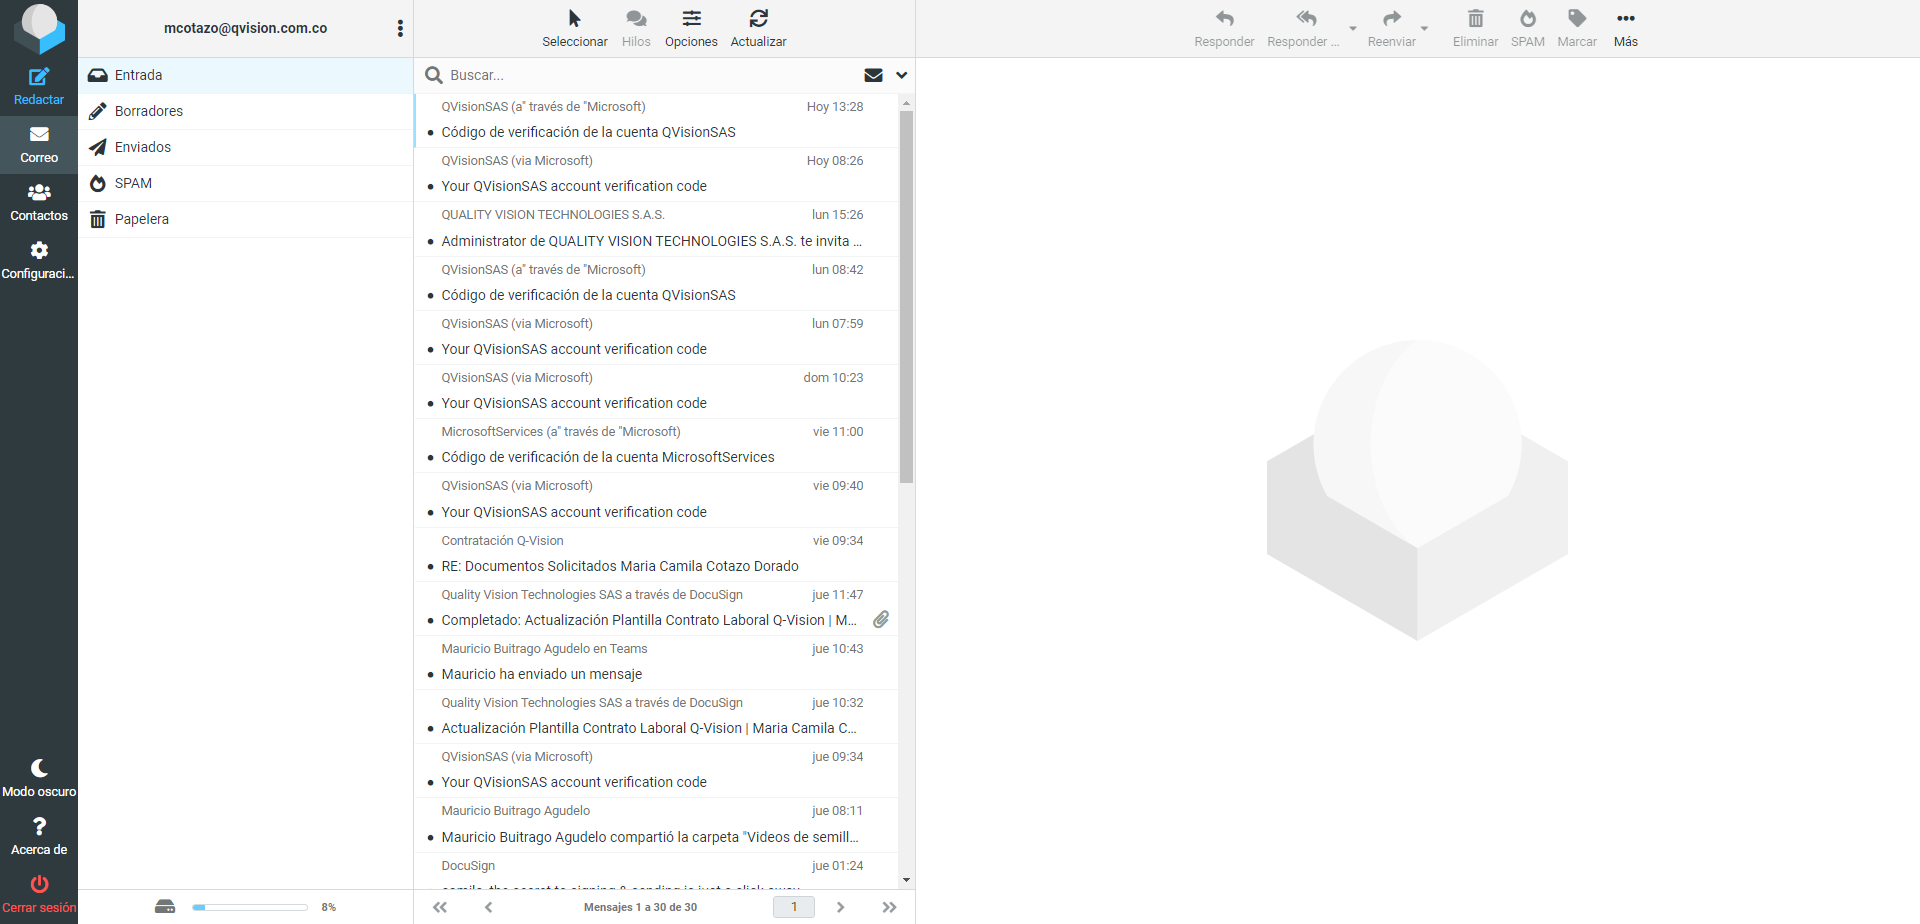 mcotazo@qvision.com.co
Redactar
Correo
Contactos
Configuraci...
Modo oscuro
Acerca de
Cerrar sesión
Entrada
Borradores
Enviados
SPAM
Papelera
8%
Seleccionar
Hilos
Opciones
Actualizar
Buscar...
QVisionSAS (a" través de "Microsoft) Hoy 13:28
Código de verificación de la cuenta QVisionSAS
QVisionSAS (via Microsoft) Hoy 08:26
Your QVisionSAS account verification code
QUALITY VISION TECHNOLOGIES S.A.S. lun 15:26
Administrator de QUALITY VISION TECHNOLOGIES S.A.S. te invita ...
QVisionSAS (a" través de "Microsoft) lun 08:42
Código de verificación de la cuenta QVisionSAS
QVisionSAS (via Microsoft) lun 07:59
Your QVisionSAS account verification code
QVisionSAS (via Microsoft) dom 10:23
Your QVisionSAS account verification code
MicrosoftServices (a" través de "Microsoft) vie 11:00
Código de verificación de la cuenta MicrosoftServices
QVisionSAS (via Microsoft) vie 09:40
Your QVisionSAS account verification code
Contratación Q-Vision vie 09:34
RE: Documentos Solicitados Maria Camila Cotazo Dorado
Quality Vision Technologies SAS a través de DocuSign jue 11:47
Completado: Actualización Plantilla Contrato Laboral Q-Vision | M...
Mauricio Buitrago Agudelo en Teams jue 10:43
Mauricio ha enviado un mensaje
Quality Vision Technologies SAS a través de DocuSign jue 10:32
Actualización Plantilla Contrato Laboral Q-Vision | Maria Camila C...
QVisionSAS (via Microsoft) jue 09:34
Your QVisionSAS account verification code
Mauricio Buitrago Agudelo jue 08:11
Mauricio Buitrago Agudelo compartió la carpeta "Videos de semill...
DocuSign jue 01:24
camila, the secret to signing & sending is just a click away
Mensajes 1 a 30 de 30
1
Responder
Responder ...
Reenviar
Eliminar
SPAM
Marcar
Más